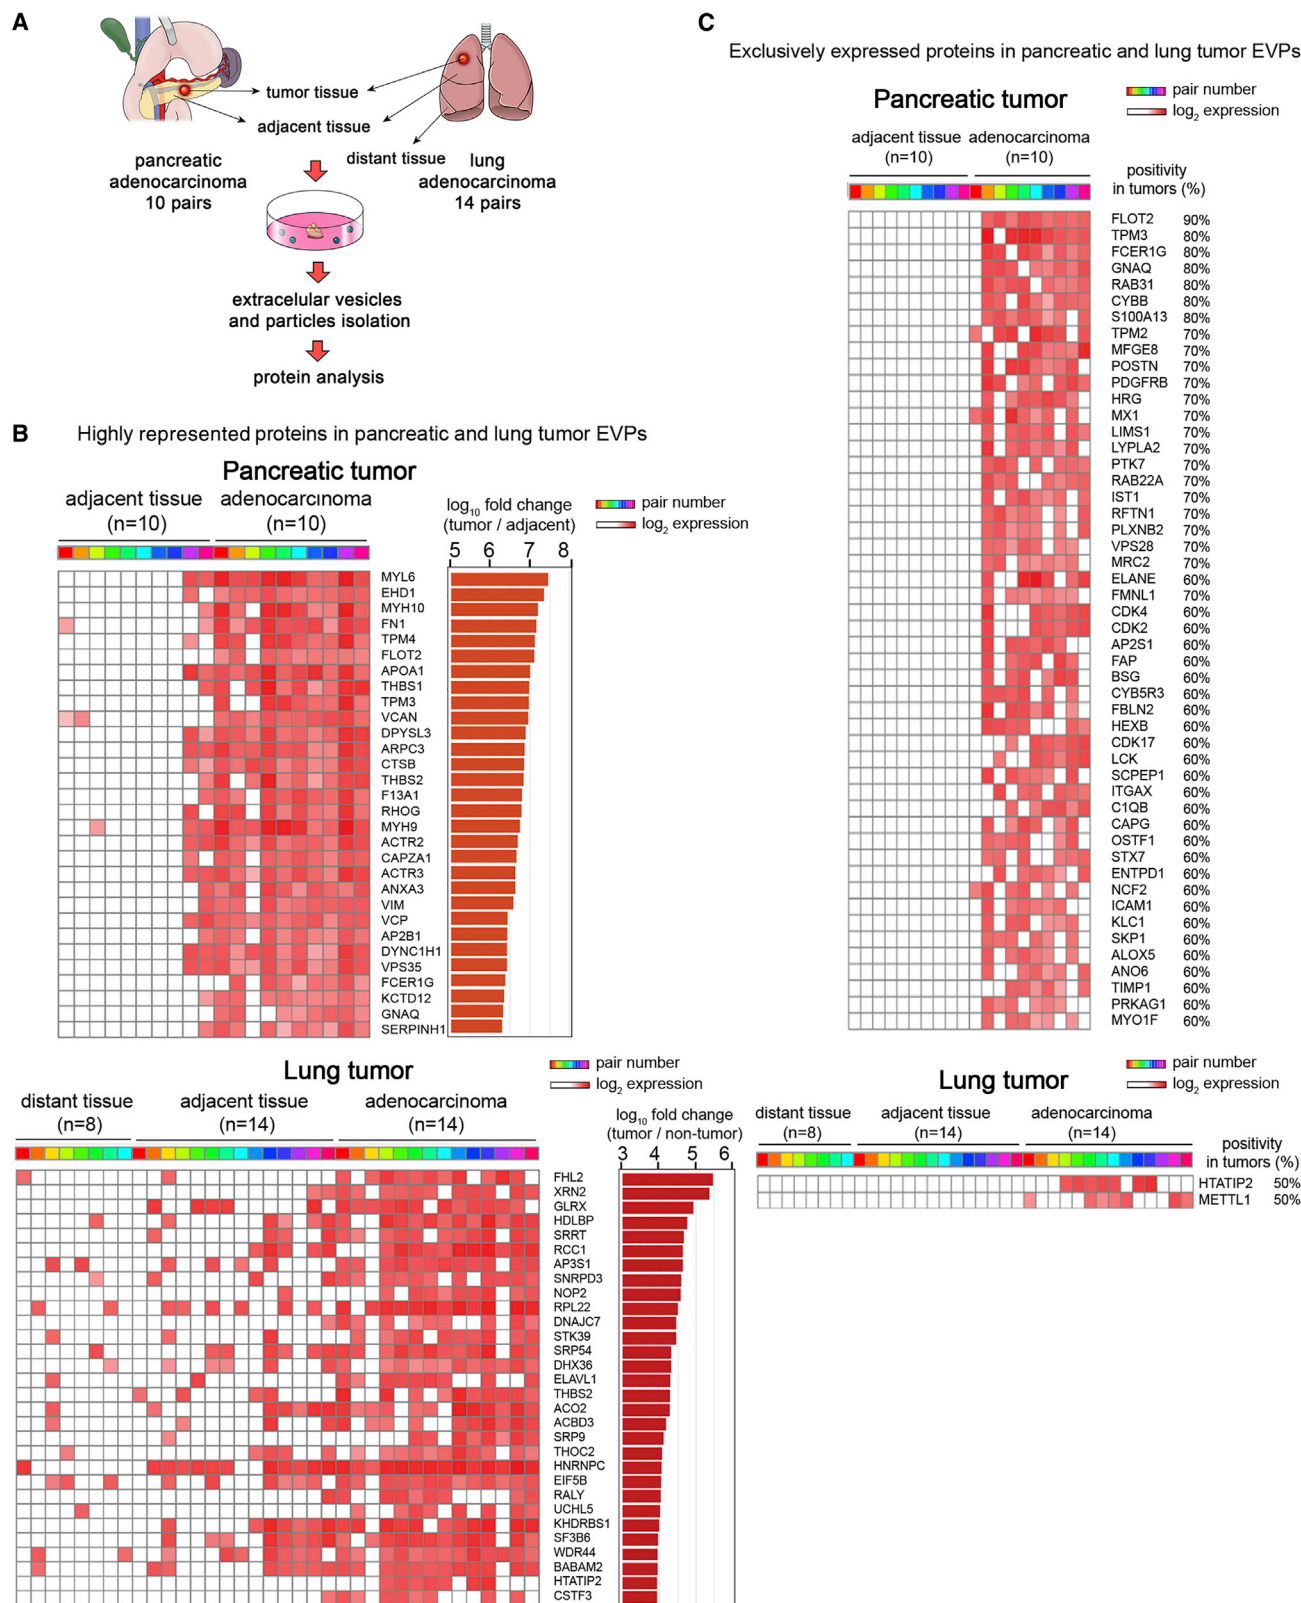 A
tumor tissue
adjacent tissue
distant tissue
pancreatic
adenocarcinoma
10 pairs
lung
adenocarcinoma
14 pairs
extracelular vesicles
and particles isolation
protein analysis
B
Highly represented proteins in pancreatic and lung tumor EVPs
Pancreatic tumor
adjacent tissue
(n=10)
adenocarcinoma
(n=10)
log10 fold change
(tumor / adjacent)
pair number
log2 expression
5 6 7 8
MYL6
EHD1
MYH10
FN1
TPM4
FLOT2
APOA1
THBS1
TPM3
VCAN
DPYSL3
ARPC3
CTSB
THBS2
F13A1
RHOG
MYH9
ACTR2
CAPZA1
ACTR3
ANXA3
VIM
VCP
AP2B1
DYNC1H1
VPS35
FCER1G
KCTD12
GNAQ
SERPINH1
Lung tumor
pair number
log2 expression
distant tissue
(n=8)
adjacent tissue
(n=14)
adenocarcinoma
(n=14)
log10 fold change
(tumor / non-tumor)
3 4 5 6
FHL2
XRN2
GLRX
HDLBP
SRRT
RCC1
AP3S1
SNRPD3
NOP2
RPL22
DNAJC7
STK39
SRP54
DHX36
ELAVL1
THBS2
ACO2
ACBD3
SRP9
THOC2
HNRNPC
EIF5B
RALY
UCHL5
KHDRBS1
SF3B6
WDR44
BABAM2
HTATIP2
CSTF3
C
Exclusively expressed proteins in pancreatic and lung tumor EVPs
Pancreatic tumor
pair number
log2 expression
adjacent tissue
(n=10)
adenocarcinoma
(n=10)
positivity
in tumors (%)
FLOT2 90%
TPM3 80%
FCER1G 80%
GNAQ 80%
RAB31 80%
CYBB 80%
S100A13 80%
TPM2 70%
MFGE8 70%
POSTN 70%
PDGFRB 70%
HRG 70%
MX1 70%
LIMS1 70%
LYPLA2 70%
PTK7 70%
RAB22A 70%
IST1 70%
RFTN1 70%
PLXNB2 70%
VPS28 70%
MRC2 70%
ELANE 60%
FMNL1 70%
CDK4 60%
CDK2 60%
AP2S1 60%
FAP 60%
BSG 60%
CYB5R3 60%
FBLN2 60%
HEXB 60%
CDK17 60%
LCK 60%
SCPEP1 60%
ITGAX 60%
C1QB 60%
CAPG 60%
OSTF1 60%
STX7 60%
ENTPD1 60%
NCF2 60%
ICAM1 60%
KLC1 60%
SKP1 60%
ALOX5 60%
ANO6 60%
TIMP1 60%
PRKAG1 60%
MYO1F 60%
Lung tumor
pair number
log2 expression
distant tissue
(n=8)
adjacent tissue
(n=14)
adenocarcinoma
(n=14)
positivity
in tumors (%)
HTATIP2 50%
METTL1 50%